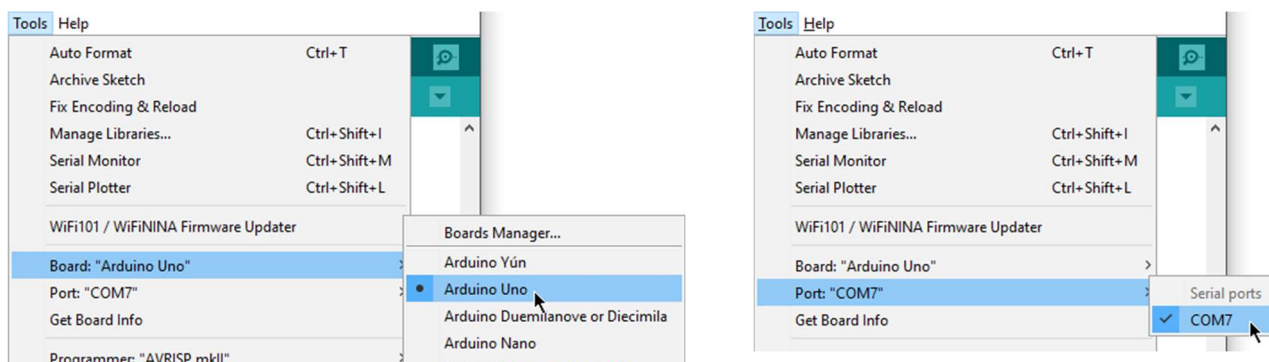 Tools Help
Auto Format Ctrl+T
Archive Sketch
Fix Encoding & Reload
Manage Libraries... Ctrl+Shift+I
Serial Monitor Ctrl+Shift+M
Serial Plotter Ctrl+Shift+L
WiFi101 / WiFiNINA Firmware Updater
Board: "Arduino Uno"
Port: "COM7"
Get Board Info
Programmer: "AVRISP mkII"
Boards Manager...
Arduino Yún
Arduino Uno
Arduino Duemilanove or Diecimila
Arduino Nano
Tools Help
Auto Format Ctrl+T
Archive Sketch
Fix Encoding & Reload
Manage Libraries... Ctrl+Shift+I
Serial Monitor Ctrl+Shift+M
Serial Plotter Ctrl+Shift+L
WiFi101 / WiFiNINA Firmware Updater
Board: "Arduino Uno"
Port: "COM7"
Get Board Info
Serial ports
COM7